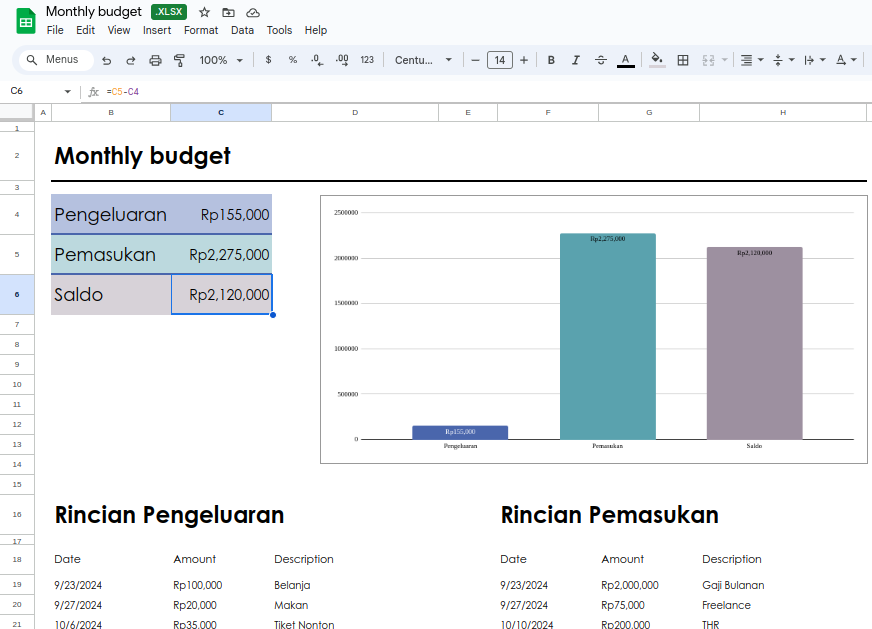 Monthly budget .XLSX
File Edit View Insert Format Data Tools Help
Menus 100% $ % .0 .00 123 Centu... 14 B I S A A
C6 fx =C5-C4
A B C D E F G H
1
2 Monthly budget
3
4 Pengeluaran Rp155,000
5 Pemasukan Rp2,275,000
6 Saldo Rp2,120,000
7
8
9
10
11
12
13
14
15
2500000
2000000
1500000
1000000
500000
0
Rp155,000 Rp2,275,000 Rp2,120,000
Pengeluaran Pemasukan Saldo
16 Rincian Pengeluaran Rincian Pemasukan
17
18 Date Amount Description Date Amount Description
19 9/23/2024 Rp100,000 Belanja 9/23/2024 Rp2,000,000 Gaji Bulanan
20 9/27/2024 Rp20,000 Makan 9/27/2024 Rp75,000 Freelance
21 10/6/2024 Rp35,000 Tiket Nonton 10/10/2024 Rp200,000 THR